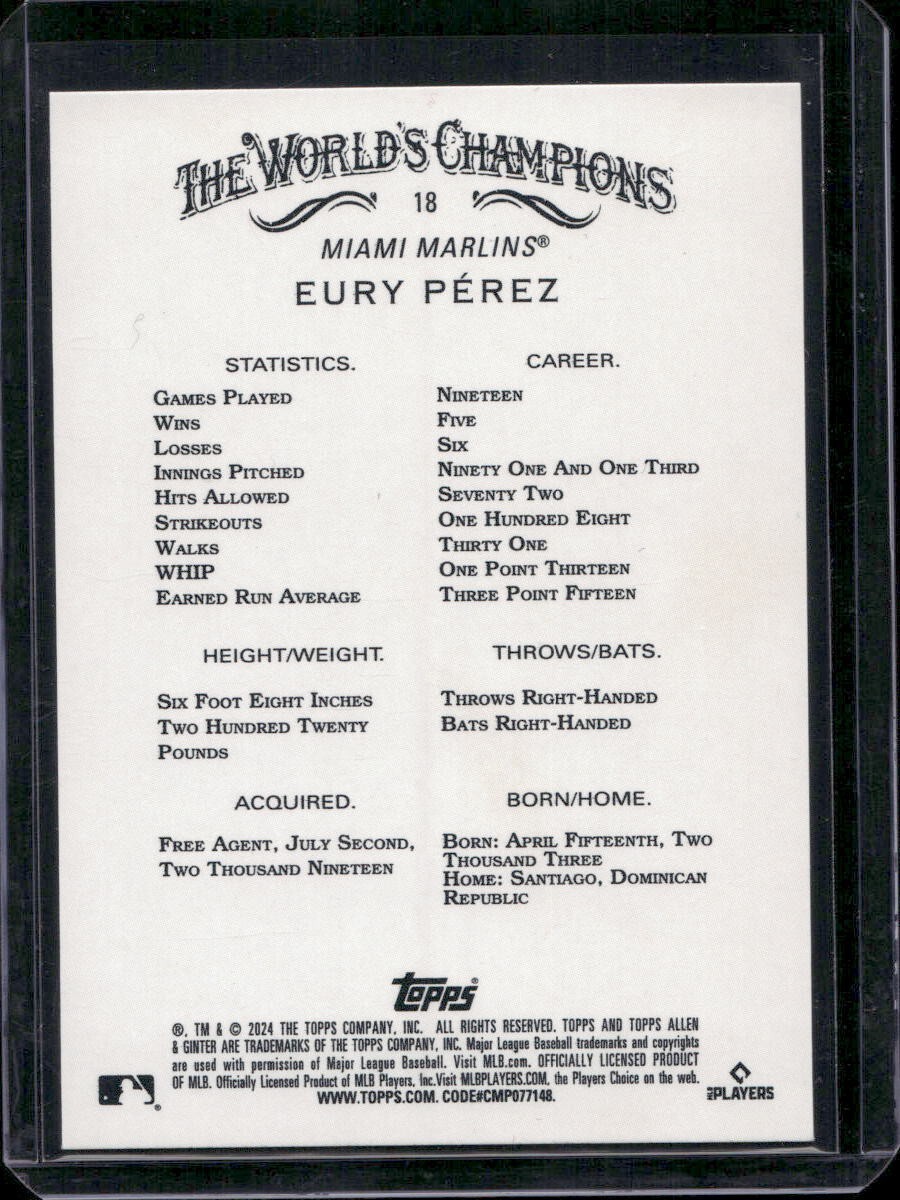 THE WORLD'S CHAMPIONS
18
MIAMI MARLINS®
EURY PÉREZ
STATISTICS. CAREER.
GAMES PLAYED NINETEEN
WINS FIVE
LOSSES SIX
INNINGS PITCHED NINETY ONE AND ONE THIRD
HITS ALLOWED SEVENTY TWO
STRIKEOUTS ONE HUNDRED EIGHT
WALKS THIRTY ONE
WHIP ONE POINT THIRTEEN
EARNED RUN AVERAGE THREE POINT FIFTEEN
HEIGHT/WEIGHT.
SIX FOOT EIGHT INCHES
TWO HUNDRED TWENTY
POUNDS
THROWS/BATS.
THROWS RIGHT-HANDED
BATS RIGHT-HANDED
ACQUIRED.
FREE AGENT, JULY SECOND,
TWO THOUSAND NINETEEN
BORN/HOME.
BORN: APRIL FIFTEENTH, TWO
THOUSAND THREE
HOME: SANTIAGO, DOMINICAN
REPUBLIC
Topps®
®, TM & © 2024 THE TOPPS COMPANY, INC. ALL RIGHTS RESERVED. TOPPS AND TOPPS ALLEN
& GINTER ARE TRADEMARKS OF THE TOPPS COMPANY, INC. Major League Baseball trademarks and copyrights
are used with permission of Major League Baseball. Visit MLB.com. OFFICIALLY LICENSED PRODUCT
OF MLB. Officially Licensed Product of MLB Players, Inc.Visit MLBPLAYERS.COM, the Players Choice on the web.
WWW.TOPPS.COM. CODE#CMP077148.
®
MLB PLAYERS